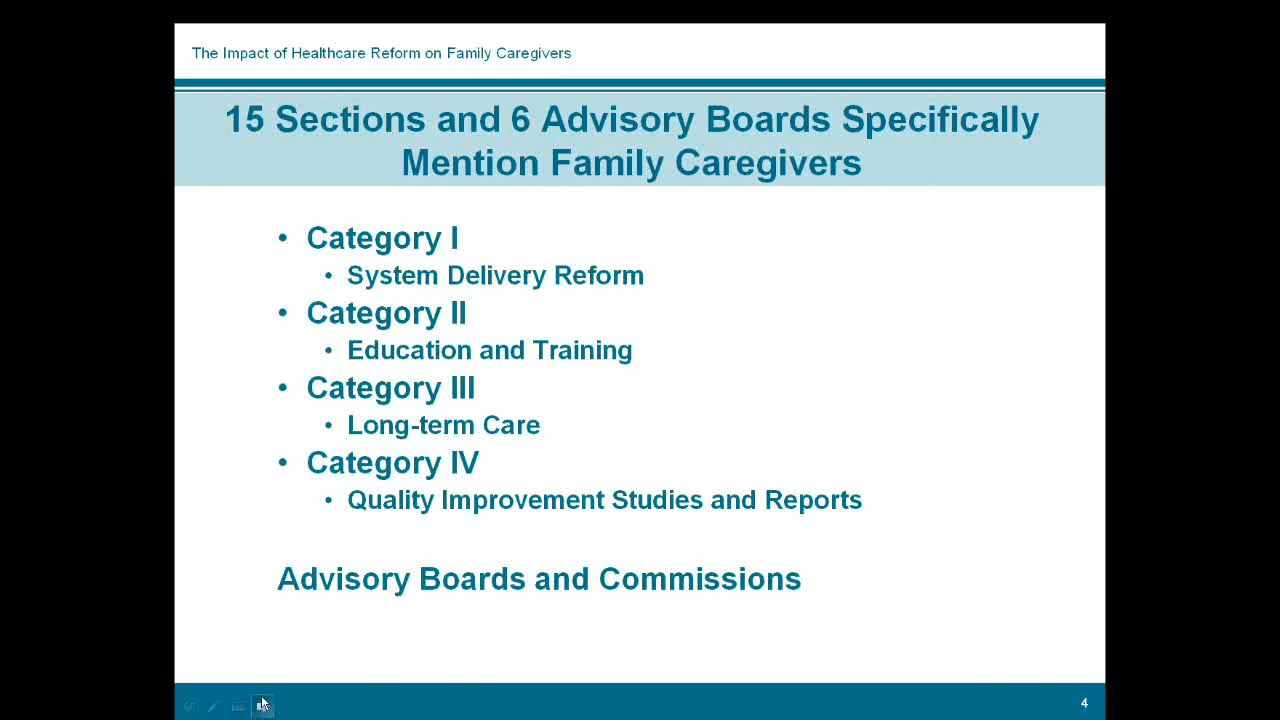 The Impact of Healthcare Reform on Family Caregivers
15 Sections and 6 Advisory Boards Specifically
Mention Family Caregivers
• Category I
• System Delivery Reform
• Category II
• Education and Training
• Category III
• Long-term Care
• Category IV
• Quality Improvement Studies and Reports
Advisory Boards and Commissions
4